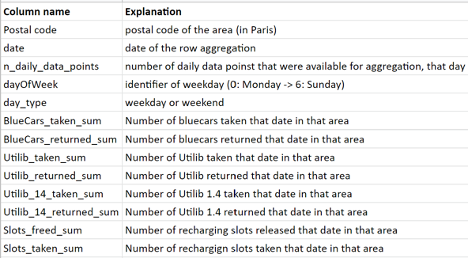 Column name Explanation
Postal code postal code of the area (in Paris)
date date of the row aggregation
n_daily_data_points number of daily data poinst that were available for aggregation, that day
dayOfWeek identifier of weekday (0: Monday -> 6: Sunday)
day_type weekday or weekend
BlueCars_taken_sum Number of bluecars taken that date in that area
BlueCars_returned_sum Number of bluecars returned that date in that area
Utilib_taken_sum Number of Utilib taken that date in that area
Utilib_returned_sum Number of Utilib returned that date in that area
Utilib_14_taken_sum Number of Utilib 1.4 taken that date in that area
Utilib_14_returned_sum Number of Utilib 1.4 returned that date in that area
Slots_freed_sum Number of recharging slots released that date in that area
Slots_taken_sum Number of rechargign slots taken that date in that area